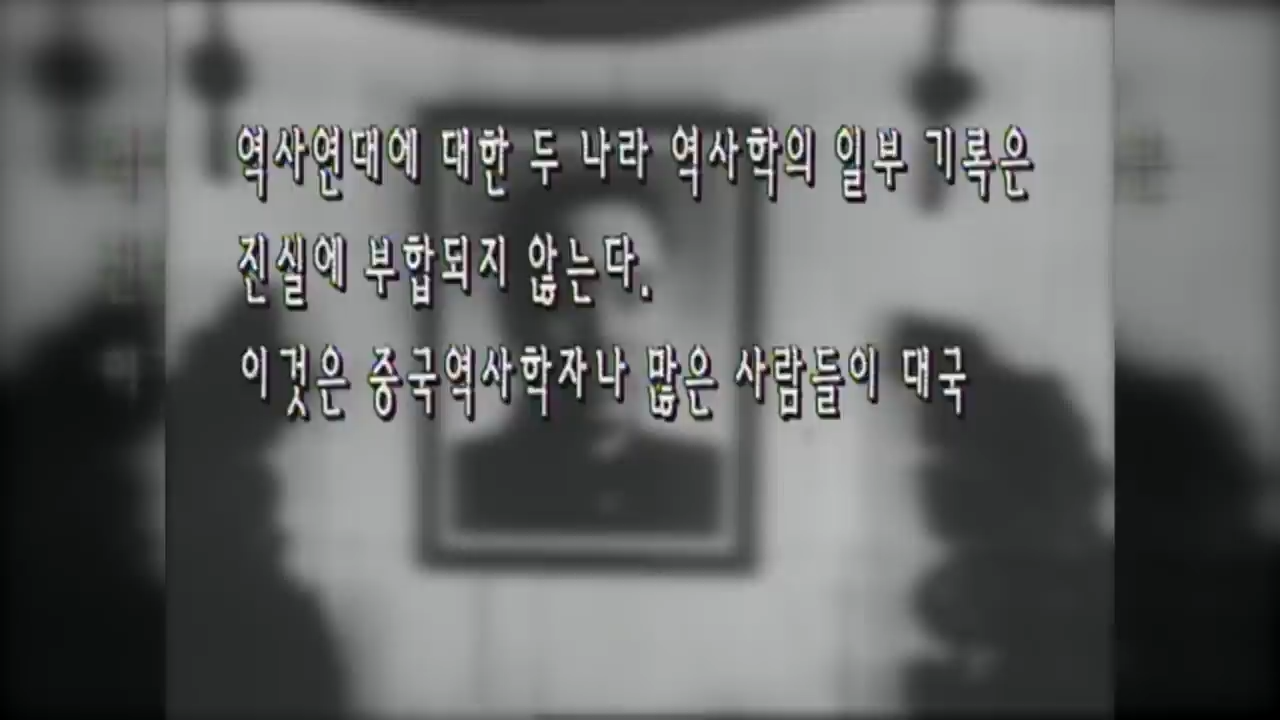 역사연대에 대한 두 나라 역사학의 일부 기록은
진실에 부합되지 않는다.
이것은 중국역사학자나 많은 사람들이 대국